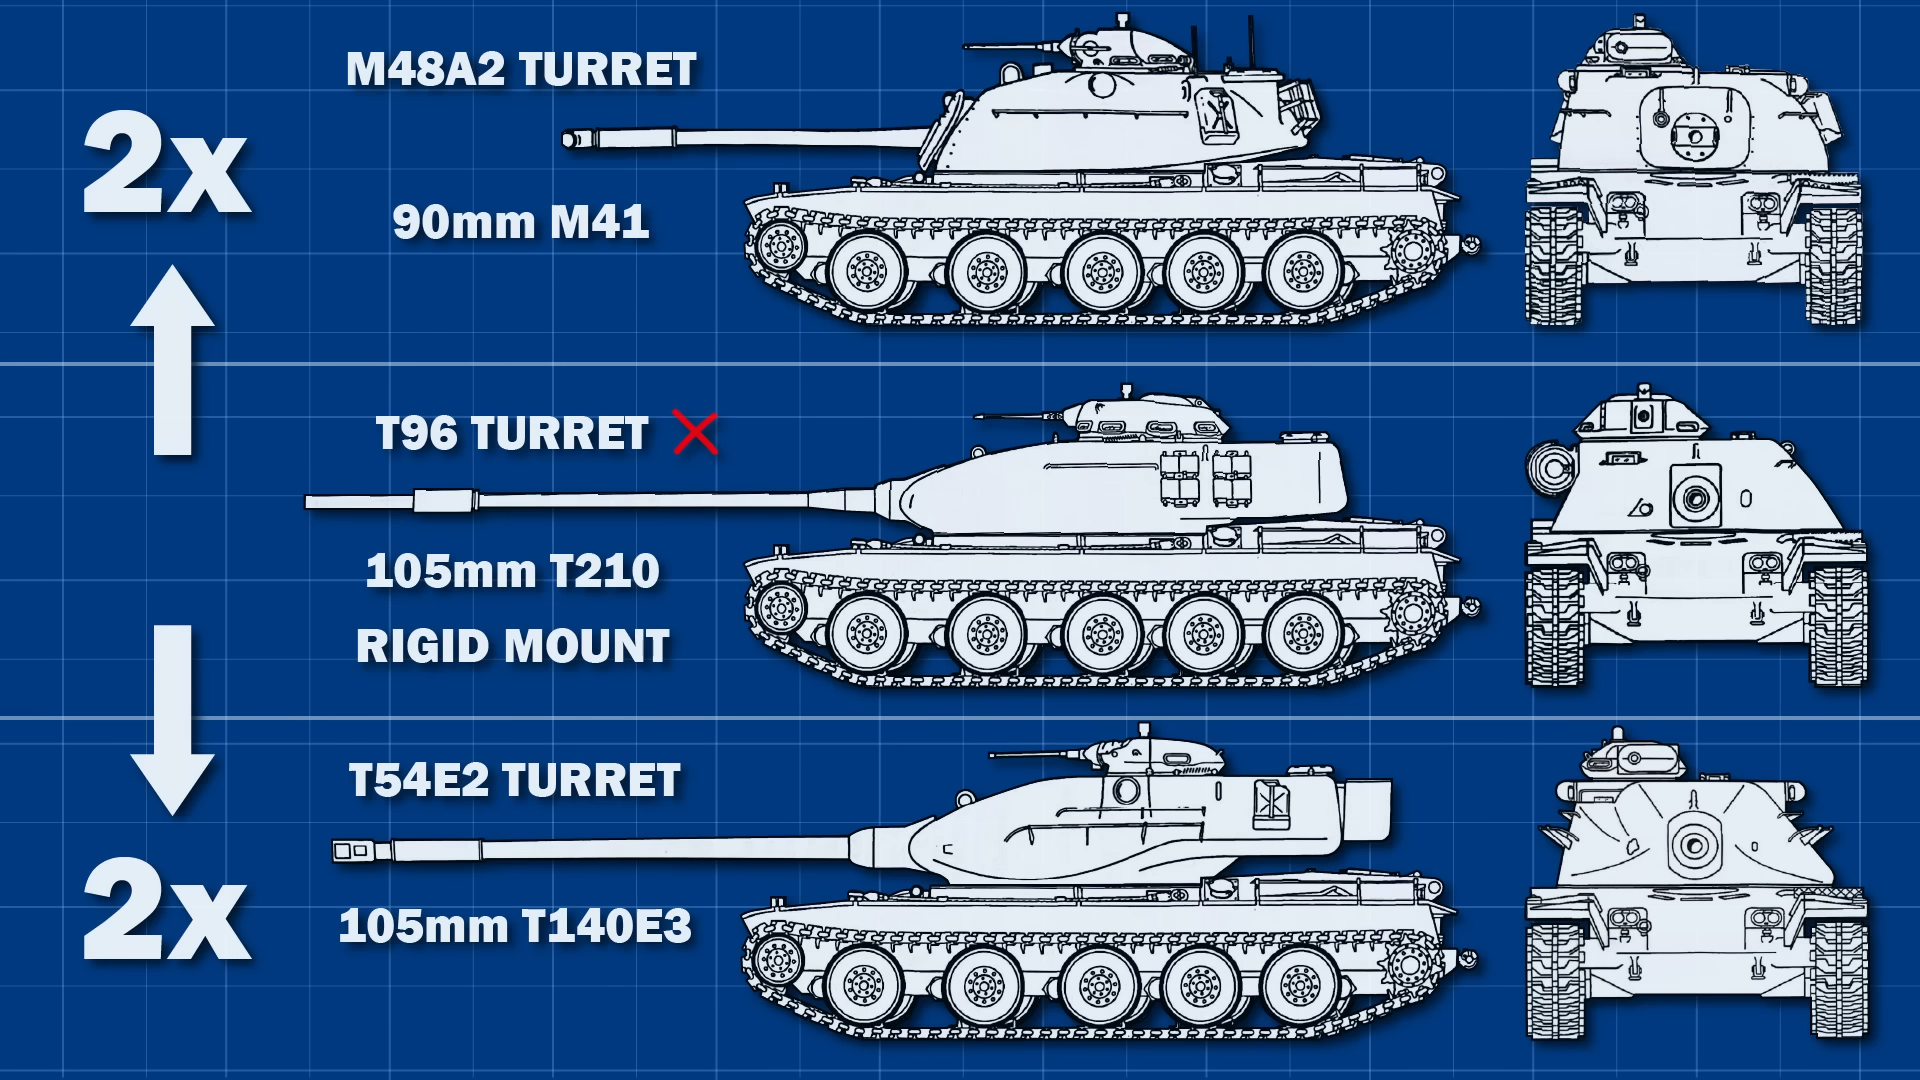 M48A2 TURRET
2x
90mm M41
T96 TURRET
105mm T210
RIGID MOUNT
T54E2 TURRET
2x
105mm T140E3